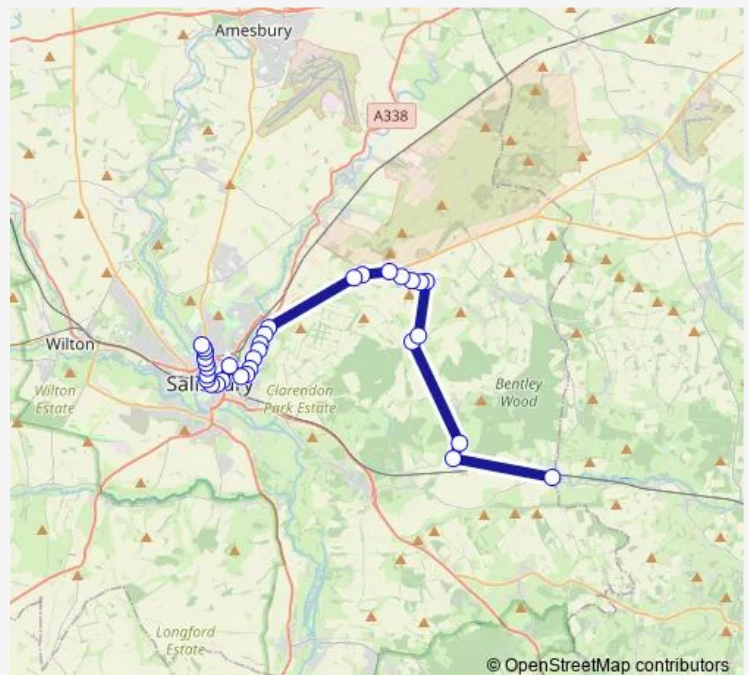 Amesbury
A338
Wilton
Salisbury
Wilton
Estate
Clarendon
Park Estate
Bentley
Wood
Longford
Estate
© OpenStreetMap contributors